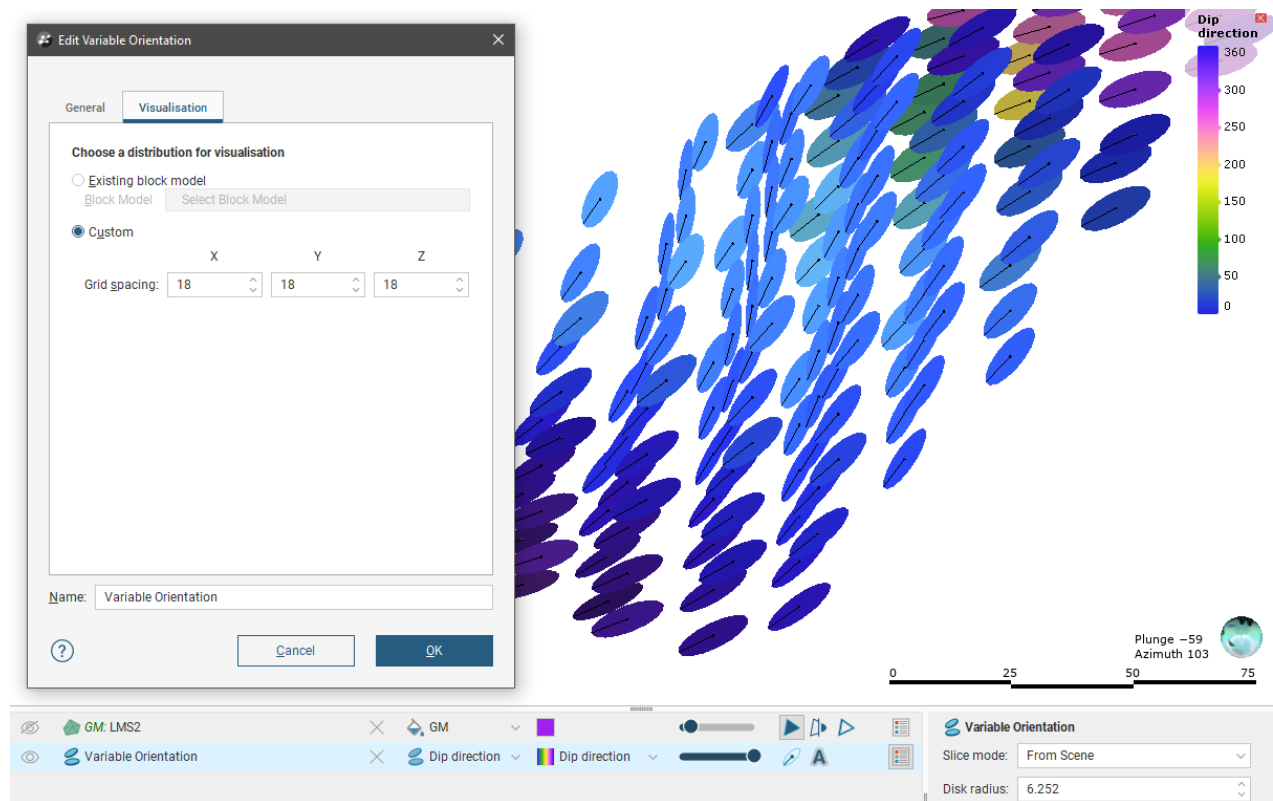 Edit Variable Orientation
General Visualisation
Choose a distribution for visualisation
Existing block model
Block Model Select Block Model
Custom
X Y Z
Grid spacing: 18 18 18
Name: Variable Orientation
? Cancel OK
Dip
direction
360
300
250
200
150
100
50
0
Plunge −59
Azimuth 103
0 25 50 75
GM: LMS2 GM
Variable Orientation Dip direction Dip direction A
Variable Orientation
Slice mode: From Scene
Disk radius: 6.252